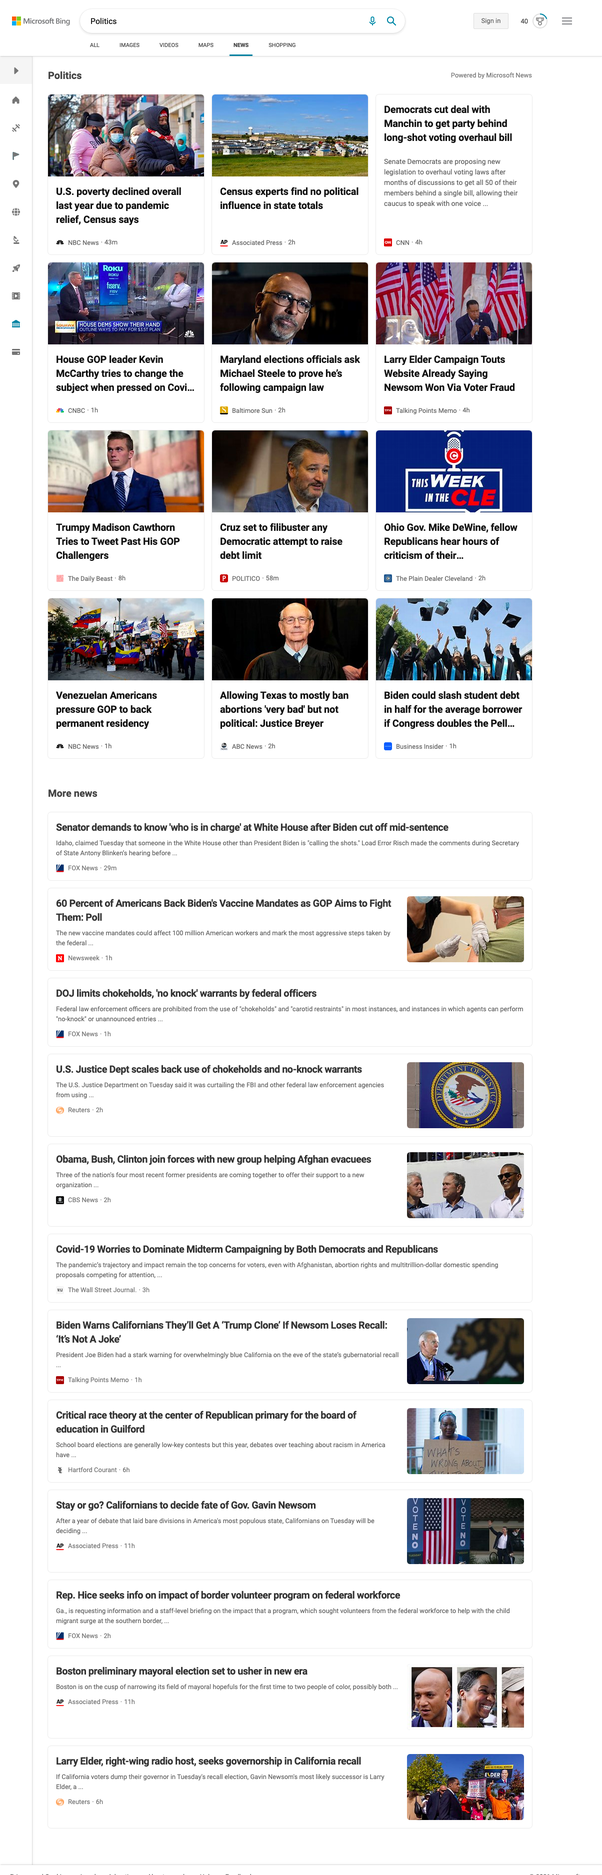 Microsoft Bing
Politics
Sign in
40
ALL
IMAGES
VIDEOS
MAPS
NEWS
SHOPPING
Politics
Powered by Microsoft News
U.S. poverty declined overall
last year due to pandemic
relief, Census says
NBC News · 43m
Census experts find no political
influence in state totals
AP Associated Press · 2h
Democrats cut deal with
Manchin to get party behind
long-shot voting overhaul bill
Senate Democrats are proposing new
legislation to overhaul voting laws after
months of discussions to get all 50 of their
members behind a single bill, allowing their
caucus to speak with one voice ...
CNN · 4h
Roku
fiserv.
HOUSE DEMS SHOW THEIR HAND
OUTLINE WAYS TO PAY FOR $3.5T PLAN
House GOP leader Kevin
McCarthy tries to change the
subject when pressed on Covi...
CNBC · 1h
Maryland elections officials ask
Michael Steele to prove he's
following campaign law
Baltimore Sun · 2h
Larry Elder Campaign Touts
Website Already Saying
Newsom Won Via Voter Fraud
Talking Points Memo · 4h
Trumpy Madison Cawthorn
Tries to Tweet Past His GOP
Challengers
The Daily Beast · 8h
Cruz set to filibuster any
Democratic attempt to raise
debt limit
POLITICO · 58m
THIS WEEK
IN THE CLE
Ohio Gov. Mike DeWine, fellow
Republicans hear hours of
criticism of their...
The Plain Dealer Cleveland · 2h
Venezuelan Americans
pressure GOP to back
permanent residency
NBC News · 1h
Allowing Texas to mostly ban
abortions 'very bad' but not
political: Justice Breyer
ABC News · 2h
Biden could slash student debt
in half for the average borrower
if Congress doubles the Pell...
Business Insider · 1h
More news
Senator demands to know 'who is in charge' at White House after Biden cut off mid-sentence
Idaho, claimed Tuesday that someone in the White House other than President Biden is "calling the shots." Load Error Risch made the comments during Secretary
of State Antony Blinken's hearing before ...
FOX News · 29m
60 Percent of Americans Back Biden's Vaccine Mandates as GOP Aims to Fight
Them: Poll
The new vaccine mandates could affect 100 million American workers and mark the most aggressive steps taken by
the federal ...
N Newsweek · 1h
DOJ limits chokeholds, 'no knock' warrants by federal officers
Federal law enforcement officers are prohibited from the use of "chokeholds" and "carotid restraints" in most instances, and instances in which agents can perform
"no-knock" or unannounced entries ...
FOX News · 1h
U.S. Justice Dept scales back use of chokeholds and no-knock warrants
The U.S. Justice Department on Tuesday said it was curtailing the FBI and other federal law enforcement agencies
from using ...
Reuters · 2h
Obama, Bush, Clinton join forces with new group helping Afghan evacuees
Three of the nation's four most recent former presidents are coming together to offer their support to a new
organization ...
CBS News · 2h
Covid-19 Worries to Dominate Midterm Campaigning by Both Democrats and Republicans
The pandemic's trajectory and impact remain the top concerns for voters, even with Afghanistan, abortion rights and multitrillion-dollar domestic spending
proposals competing for attention, ...
WSJ The Wall Street Journal. · 3h
Biden Warns Californians They'll Get A 'Trump Clone' If Newsom Loses Recall:
'It's Not A Joke'
President Joe Biden had a stark warning for overwhelmingly blue California on the eve of the state's gubernatorial recall
...
Talking Points Memo · 1h
Critical race theory at the center of Republican primary for the board of
education in Guilford
School board elections are generally low-key contests but this year, debates over teaching about racism in America
have ...
Hartford Courant · 6h
WHAT'S
WRONG ABOUT
Stay or go? Californians to decide fate of Gov. Gavin Newsom
After a year of debate that laid bare divisions in America's most populous state, Californians on Tuesday will be
deciding ...
AP Associated Press · 11h
VOTE NO
VOTE NO
Rep. Hice seeks info on impact of border volunteer program on federal workforce
Ga., is requesting information and a staff-level briefing on the impact that a program, which sought volunteers from the federal workforce to help with the child
migrant surge at the southern border,...
FOX News · 2h
Boston preliminary mayoral election set to usher in new era
Boston is on the cusp of narrowing its field of mayoral hopefuls for the first time to two people of color, possibly both ...
AP Associated Press · 11h
Larry Elder, right-wing radio host, seeks governorship in California recall
If California voters dump their governor in Tuesday's recall election, Gavin Newsom's most likely successor is Larry
Elder, a ...
Reuters · 6h
ELDER